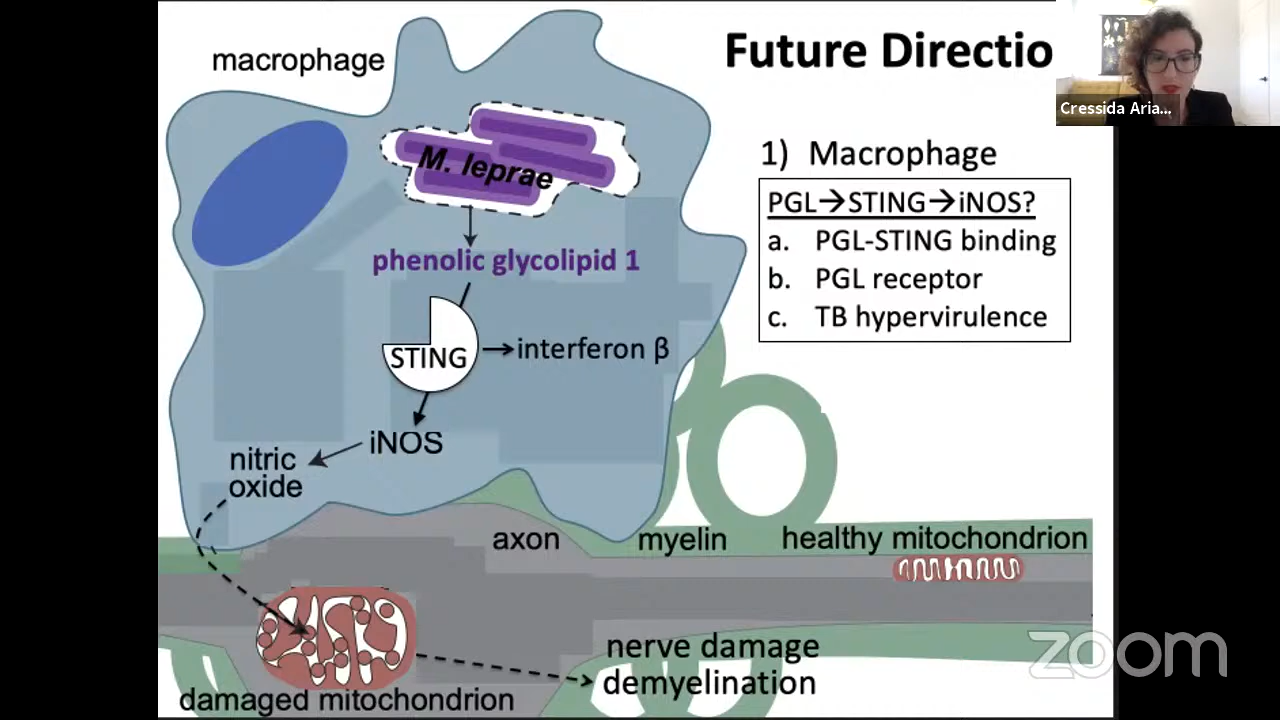 macrophage
Future Directio
Cressida Aria...
M. leprae
1) Macrophage
PGL→STING→iNOS?
a. PGL-STING binding
b. PGL receptor
c. TB hypervirulence
phenolic glycolipid 1
STING
interferon β
iNOS
nitric
oxide
axon
myelin
healthy mitochondrion
nerve damage
demyelination
damaged mitochondrion
zoom